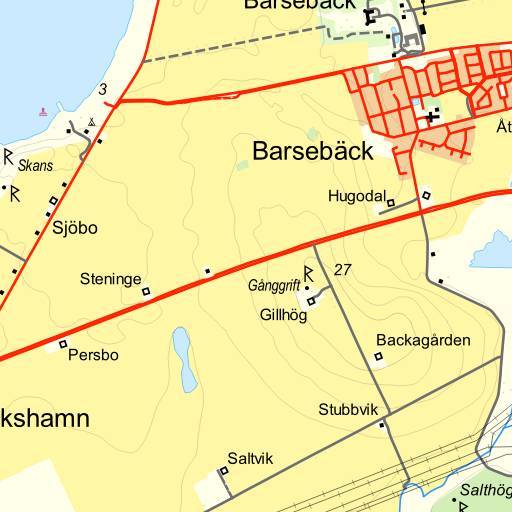 Barsebäck
3
Åt
Barsebäck
Skans
Hugodal
Sjöbo
27
Steninge
Gånggrift
Gillhög
Backagården
Persbo
Stubbvik
kshamn
Saltvik
Salthög